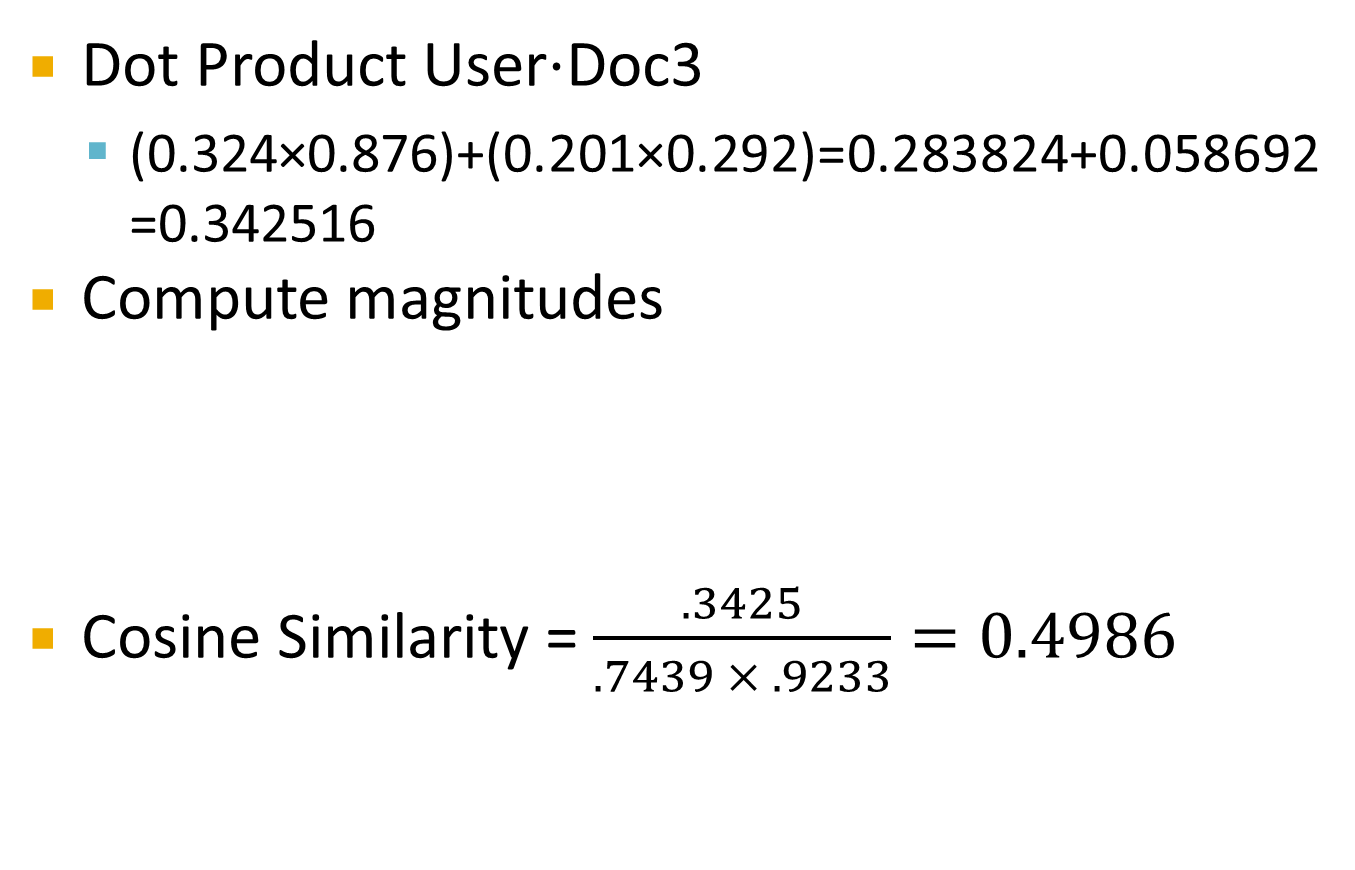 Dot Product User·Doc3
(0.324×0.876)+(0.201×0.292)=0.283824+0.058692
=0.342516
Compute magnitudes
Cosine Similarity = .3425 / .7439 × .9233 = 0.4986